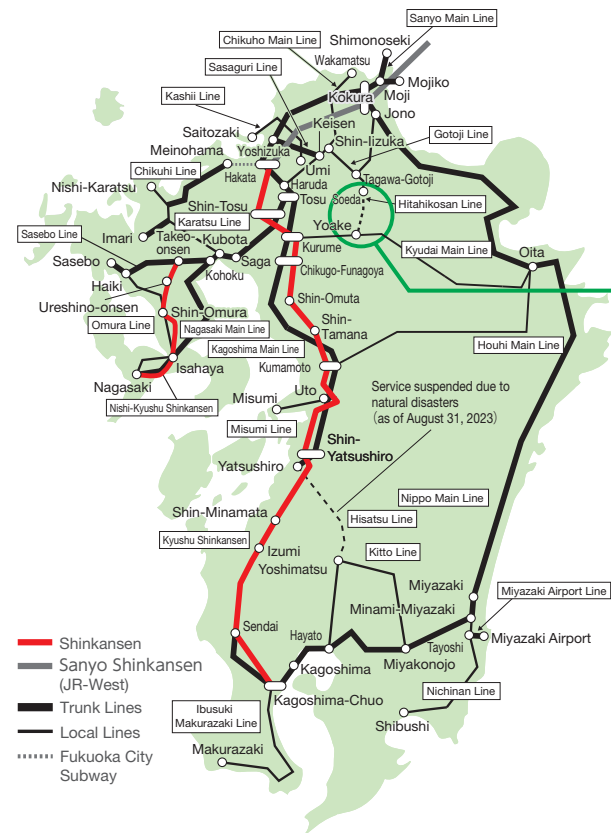 Sanyo Main Line
Chikuho Main Line
Shimonoseki
Wakamatsu
Sasaguri Line
Mojiko
Kashii Line
Kokura
Moji
Keisen
Jono
Saitozaki
Shin-Iizuka
Gotoji Line
Meinohama
Yoshizuka
Umi
Chikuhi Line
Hakata
Tagawa-Gotoji
Nishi-Karatsu
Haruda
Shin-Tosu
Tosu
Soeda
Hitahikosan Line
Karatsu Line
Yoake
Imari
Takeo-
onsen
Kubota
Kurume
Sasebo Line
Kyudai Main Line
Sasebo
Saga
Oita
Haiki
Kohoku
Chikugo-Funagoya
Ureshino-onsen
Shin-Omuta
Omura Line
Shin-Omura
Shin-
Tamana
Nagasaki Main Line
Houhi Main Line
Kagoshima Main Line
Isahaya
Kumamoto
Nagasaki
Uto
Service suspended due to
natural disasters
(as of August 31, 2023)
Misumi
Nishi-Kyushu Shinkansen
Misumi Line
Shin-
Yatsushiro
Yatsushiro
Nippo Main Line
Shin-Minamata
Hisatsu Line
Kyushu Shinkansen
Izumi
Kitto Line
Yoshimatsu
Miyazaki
Miyazaki Airport Line
Minami-Miyazaki
Sendai
Hayato
Tayoshi
Miyazaki Airport
Shinkansen
Kagoshima
Miyakonojo
Sanyo Shinkansen
(JR-West)
Nichinan Line
Kagoshima-Chuo
Trunk Lines
Ibusuki
Makurazaki Line
Shibushi
Local Lines
Makurazaki
Fukuoka City
Subway